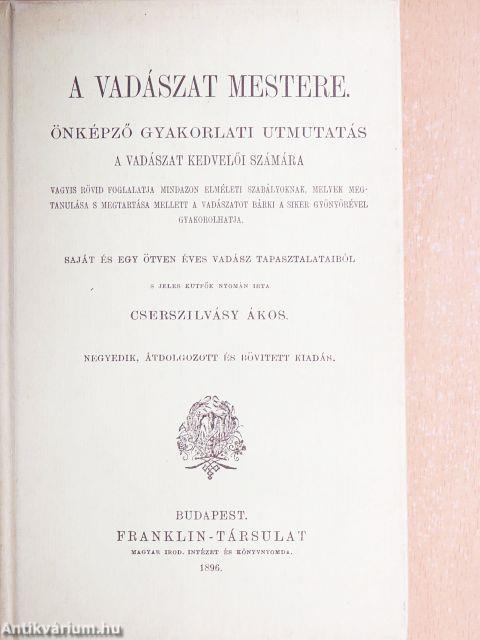 A VADÁSZAT MESTERE.
ÖNKÉPZŐ GYAKORLATI UTMUTATÁS
A VADÁSZAT KEDVELŐI SZÁMÁRA
VAGYIS RÖVID FOGLALATJA MINDAZON ELMÉLETI SZABÁLYOKNAK, MELYEK MEG-
TANULÁSA S MEGTARTÁSA MELLETT A VADÁSZATOT BÁRKI A SIKER GYÖNYÖRÉVEL
GYAKOROLHATJA.
SAJÁT ÉS EGY ÖTVEN ÉVES VADÁSZ TAPASZTALATAIBÓL
S JELES KUTFŐK NYOMÁN IRTA
CSERSZILVÁSY ÁKOS.
NEGYEDIK, ÁTDOLGOZOTT ÉS BŐVITETT KIADÁS.
BUDAPEST.
FRANKLIN-TÁRSULAT
MAGYAR IROD. INTÉZET ÉS KÖNYVNYOMDA.
1896.
Antikvárium.hu